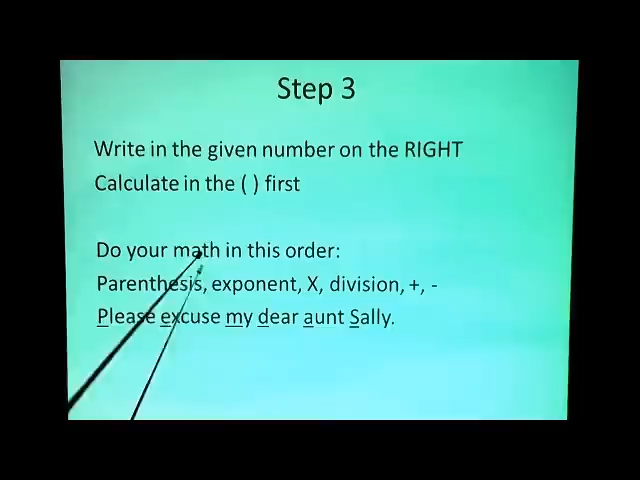 Step 3
Write in the given number on the RIGHT
Calculate in the ( ) first
Do your math in this order:
Parenthesis, exponent, X, division, +, -
Please excuse my dear aunt Sally.